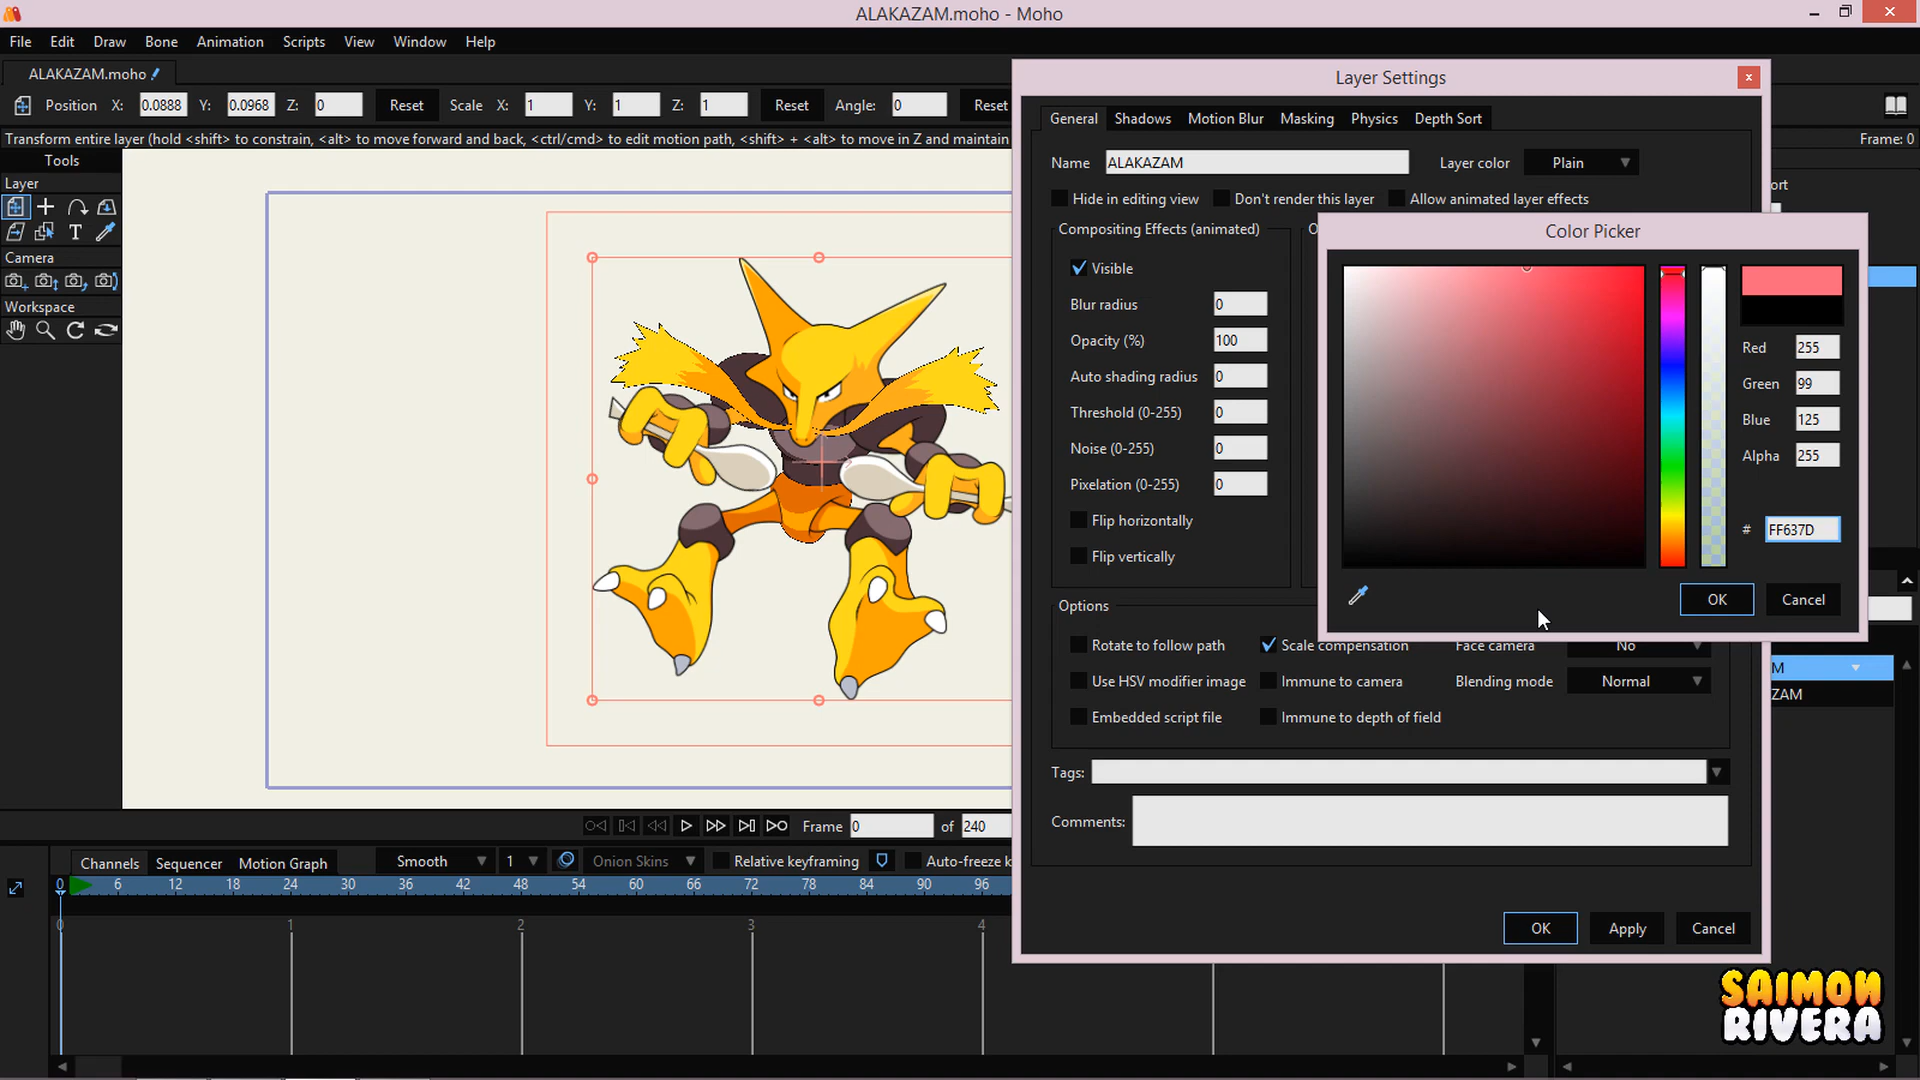 ALAKAZAM.moho - Moho
File Edit Draw Bone Animation Scripts View Window Help
ALAKAZAM.moho
Position X: 0.0888 Y: 0.0968 Z: 0 Reset Scale X: 1 Y: 1 Z: 1 Reset Angle: 0 Reset
Transform entire layer (hold <shift> to constrain, <alt> to move forward and back, <ctrl/cmd> to edit motion path, <shift> + <alt> to move in Z and maintain
Frame: 0
Tools
Layer
Camera
Workspace
Layer Settings
General Shadows Motion Blur Masking Physics Depth Sort
Name ALAKAZAM Layer color Plain
Hide in editing view Don't render this layer Allow animated layer effects
Compositing Effects (animated)
Visible
Blur radius 0
Opacity (%) 100
Auto shading radius 0
Threshold (0-255) 0
Noise (0-255) 0
Pixelation (0-255) 0
Flip horizontally
Flip vertically
Options
Rotate to follow path Scale compensation Face camera No
Use HSV modifier image Immune to camera Blending mode Normal
Embedded script file Immune to depth of field
Tags:
Comments:
OK Apply Cancel
Color Picker
Red 255
Green 99
Blue 125
Alpha 255
# FF637D
OK Cancel
ort
M
ZAM
Frame 0 of 240
Channels Sequencer Motion Graph Smooth 1 Onion Skins Relative keyframing Auto-freeze k
0 6 12 18 24 30 36 42 48 54 60 66 72 78 84 90 96
0 1 2 3 4
SAIMON
RIVERA